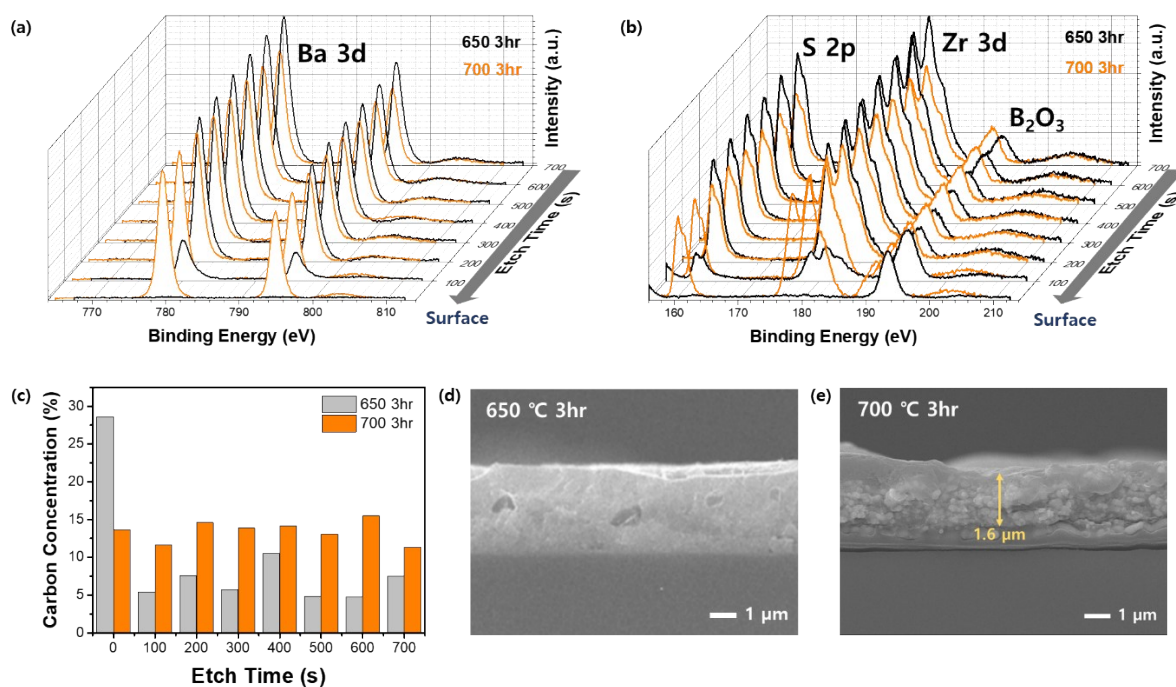 (a)
Ba 3d
650 3hr
700 3hr
Intensity (a.u.)
700
600
500
400
300
200
100
Etch Time (s)
770 780 790 800 810
Binding Energy (eV)
Surface
(b)
S 2p
Zr 3d
650 3hr
700 3hr
B₂O₃
Intensity (a.u.)
700
600
500
400
300
200
100
Etch Time (s)
160 170 180 190 200 210
Binding Energy (eV)
Surface
(c)
Carbon Concentration (%)
30
25
20
15
10
5
0
650 3hr
700 3hr
0 100 200 300 400 500 600 700
Etch Time (s)
(d)
650 ℃ 3hr
1 μm
(e)
700 ℃ 3hr
1.6 μm
1 μm